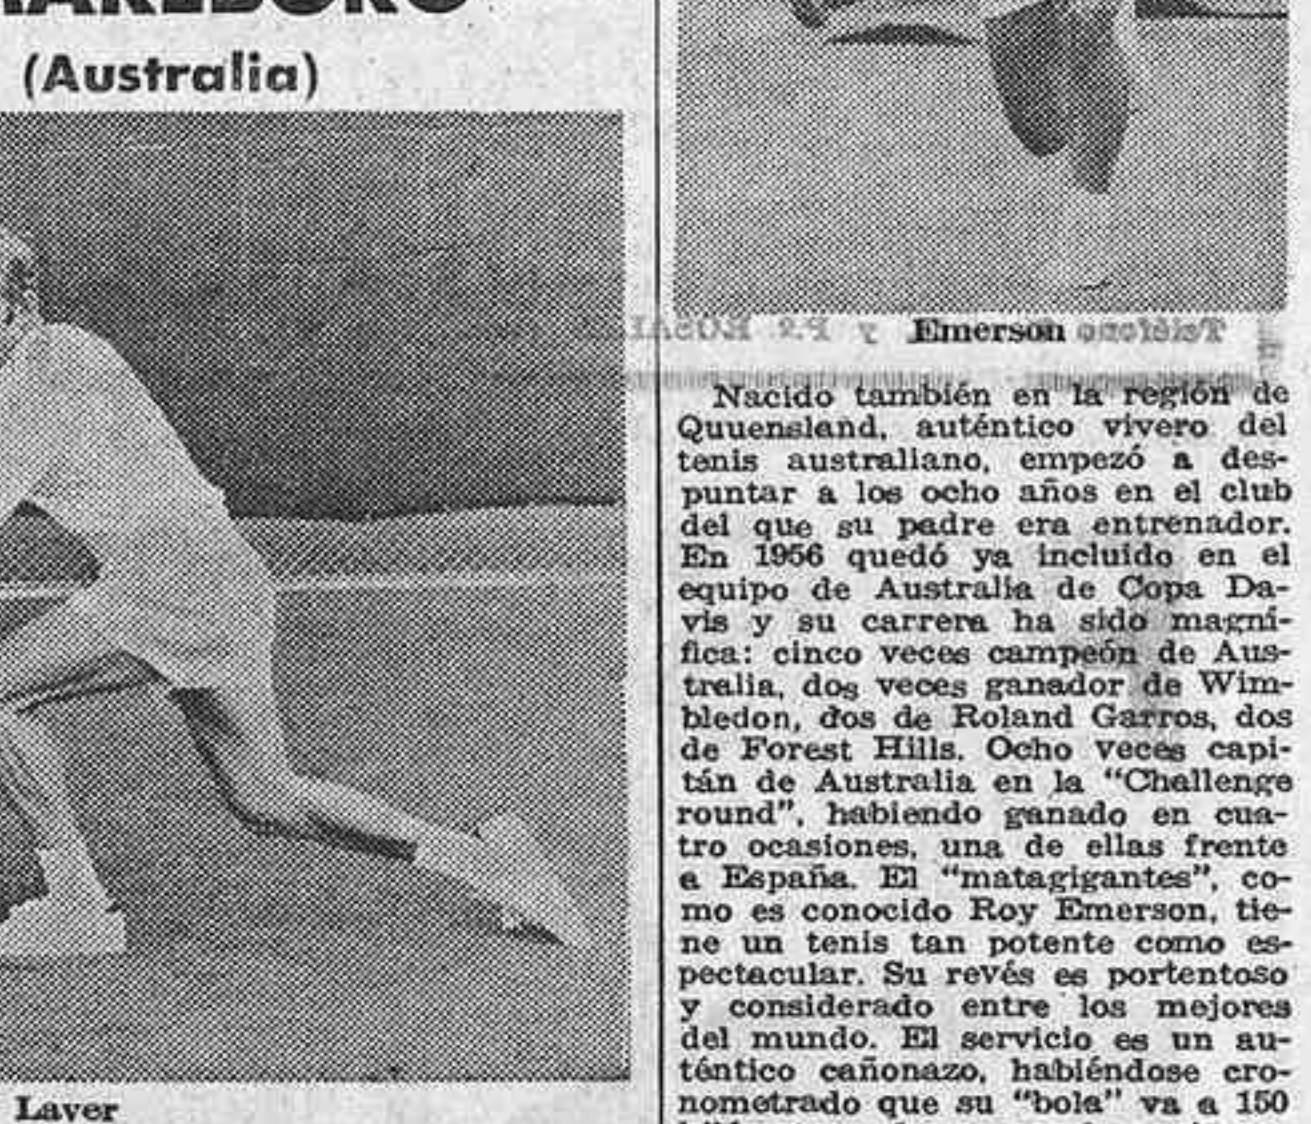 MARLBORO
(Australia)
Laver
Emerson
Nacido también en la región de
Quuensland, auténtico vivero del
tenis australiano, empezó a des-
puntar a los ocho años en el club
del que su padre era entrenador.
En 1956 quedó ya incluido en el
equipo de Australia de Copa Da-
vis y su carrera ha sido magní-
fica: cinco veces campeón de Aus-
tralia, dos veces ganador de Wim-
bledon, dos de Roland Garros, dos
de Forest Hills. Ocho veces capi-
tán de Australia en la "Challenge
round", habiendo ganado en cua-
tro ocasiones, una de ellas frente
a España. El "matagigantes", co-
mo es conocido Roy Emerson, tie-
ne un tenis tan potente como es-
pectacular. Su revés es portentoso
y considerado entre los mejores
del mundo. El servicio es un au-
téntico cañonazo, habiéndose cro-
nometrado que su "bola" va a 150